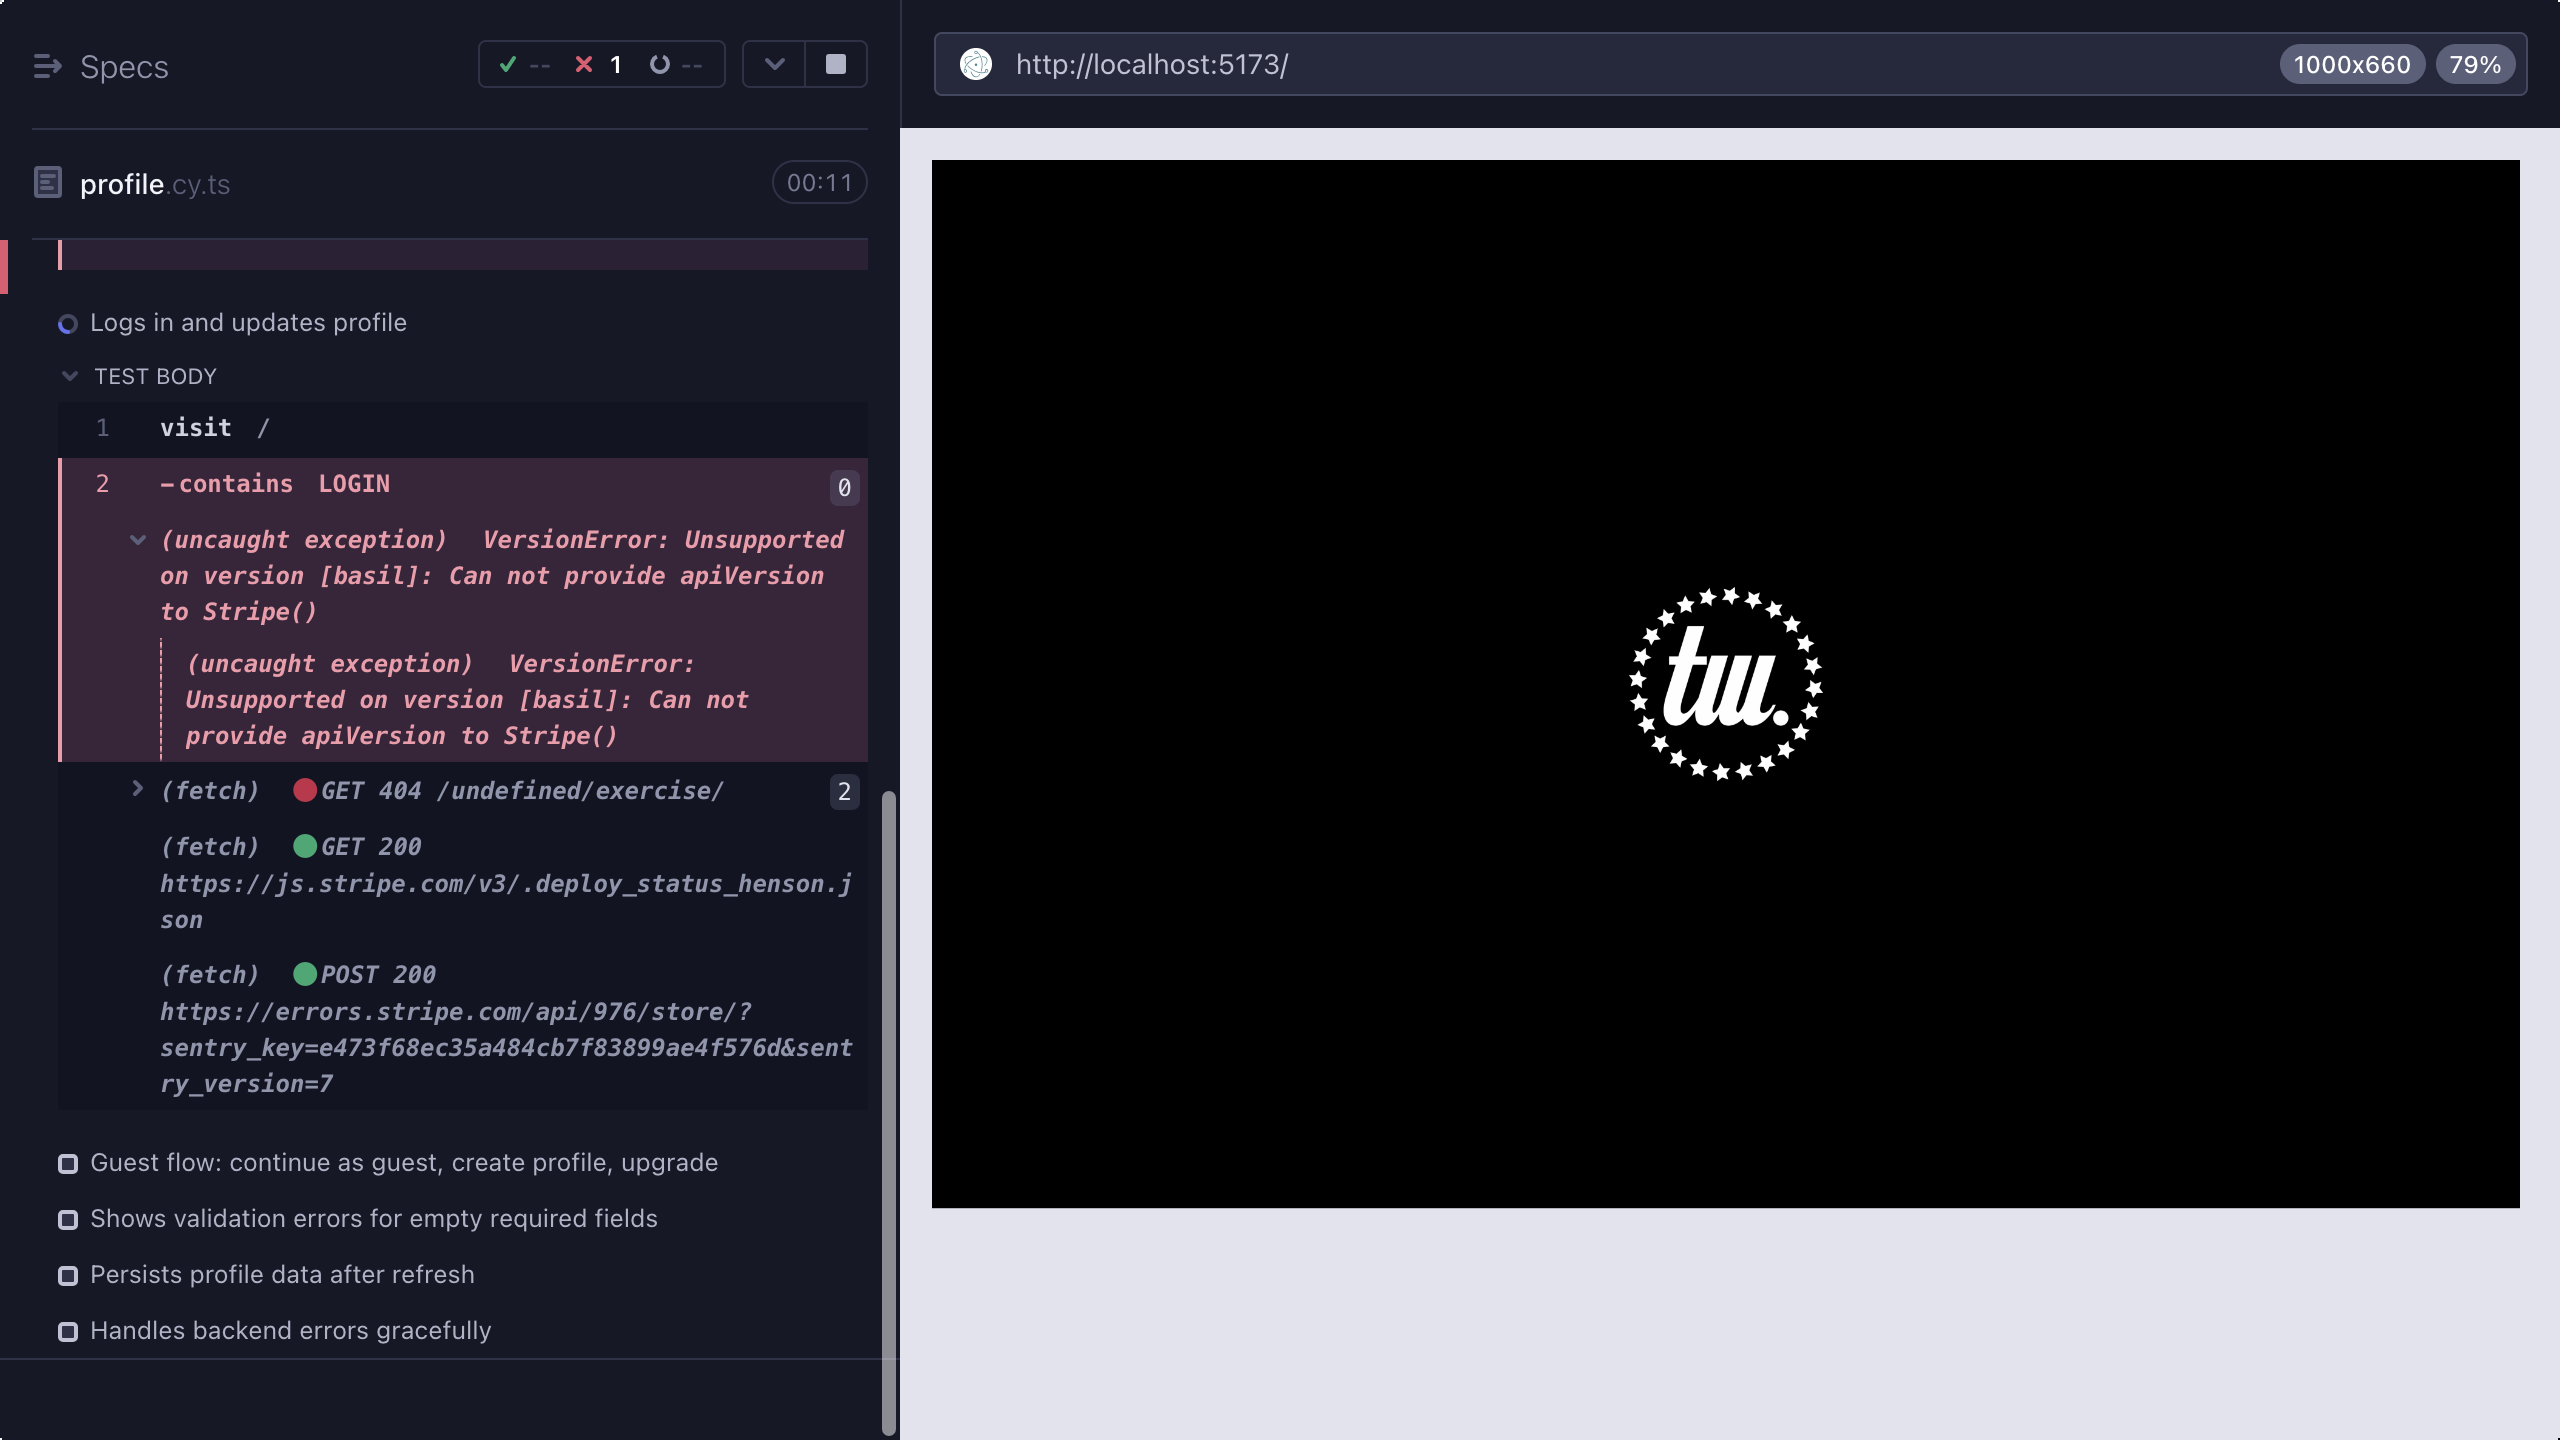 Specs
-- 1 --
http://localhost:5173/
1000x660
79%
profile.cy.ts
00:11
Logs in and updates profile
TEST BODY
1 visit /
2 -contains LOGIN 0
(uncaught exception) VersionError: Unsupported
on version [basil]: Can not provide apiVersion
to Stripe()
(uncaught exception) VersionError:
Unsupported on version [basil]: Can not
provide apiVersion to Stripe()
(fetch) GET 404 /undefined/exercise/ 2
(fetch) GET 200
https://js.stripe.com/v3/.deploy_status_henson.j
son
(fetch) POST 200
https://errors.stripe.com/api/976/store/?
sentry_key=e473f68ec35a484cb7f83899ae4f576d&sent
ry_version=7
Guest flow: continue as guest, create profile, upgrade
Shows validation errors for empty required fields
Persists profile data after refresh
Handles backend errors gracefully
tw.